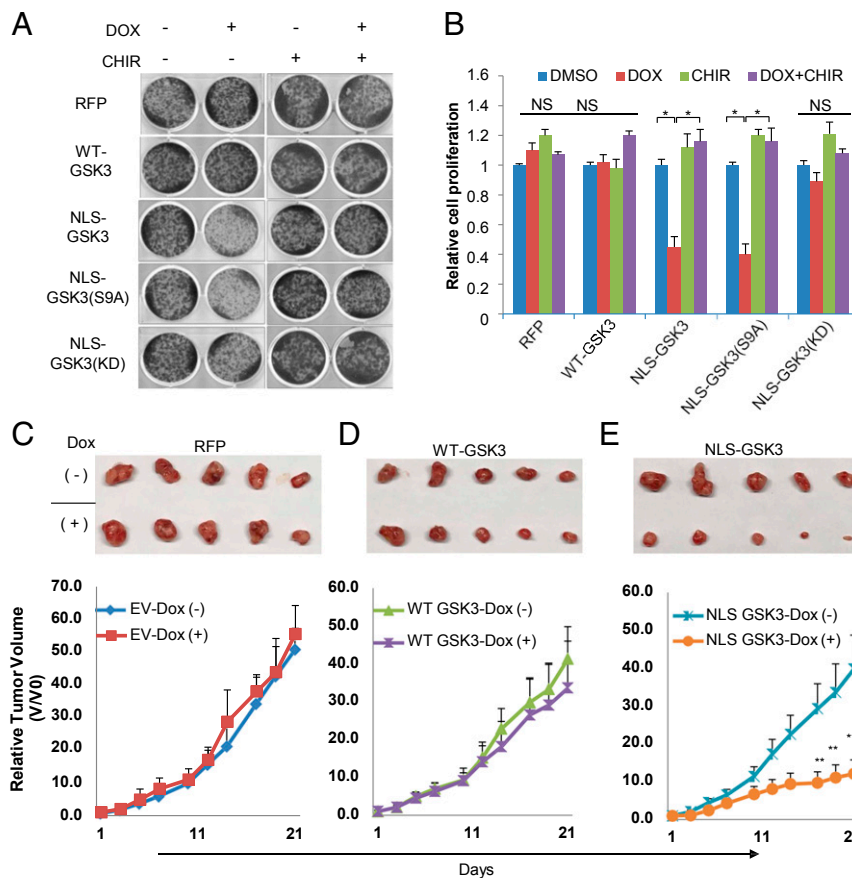 A
DOX - + - +
CHIR - - + +
RFP
WT-
GSK3
NLS-
GSK3
NLS-
GSK3(S9A)
NLS-
GSK3(KD)
B
DMSO DOX CHIR DOX+CHIR
Relative cell proliferation
1.6
1.4
1.2
1.0
0.8
0.6
0.4
0.2
0
NS NS * * * * NS
RFP WT-GSK3 NLS-GSK3 NLS-GSK3(S9A) NLS-GSK3(KD)
C
Dox
RFP
(-)
(+)
Relative Tumor Volume
(V/V0)
70.0
60.0
50.0
40.0
30.0
20.0
10.0
0.0
EV-Dox (-)
EV-Dox (+)
1 11 21
D
WT-GSK3
60.0
50.0
40.0
30.0
20.0
10.0
0.0
WT GSK3-Dox (-)
WT GSK3-Dox (+)
1 11 21
E
NLS-GSK3
60.0
50.0
40.0
30.0
20.0
10.0
0.0
NLS GSK3-Dox (-)
NLS GSK3-Dox (+)
** **
1 11
Days